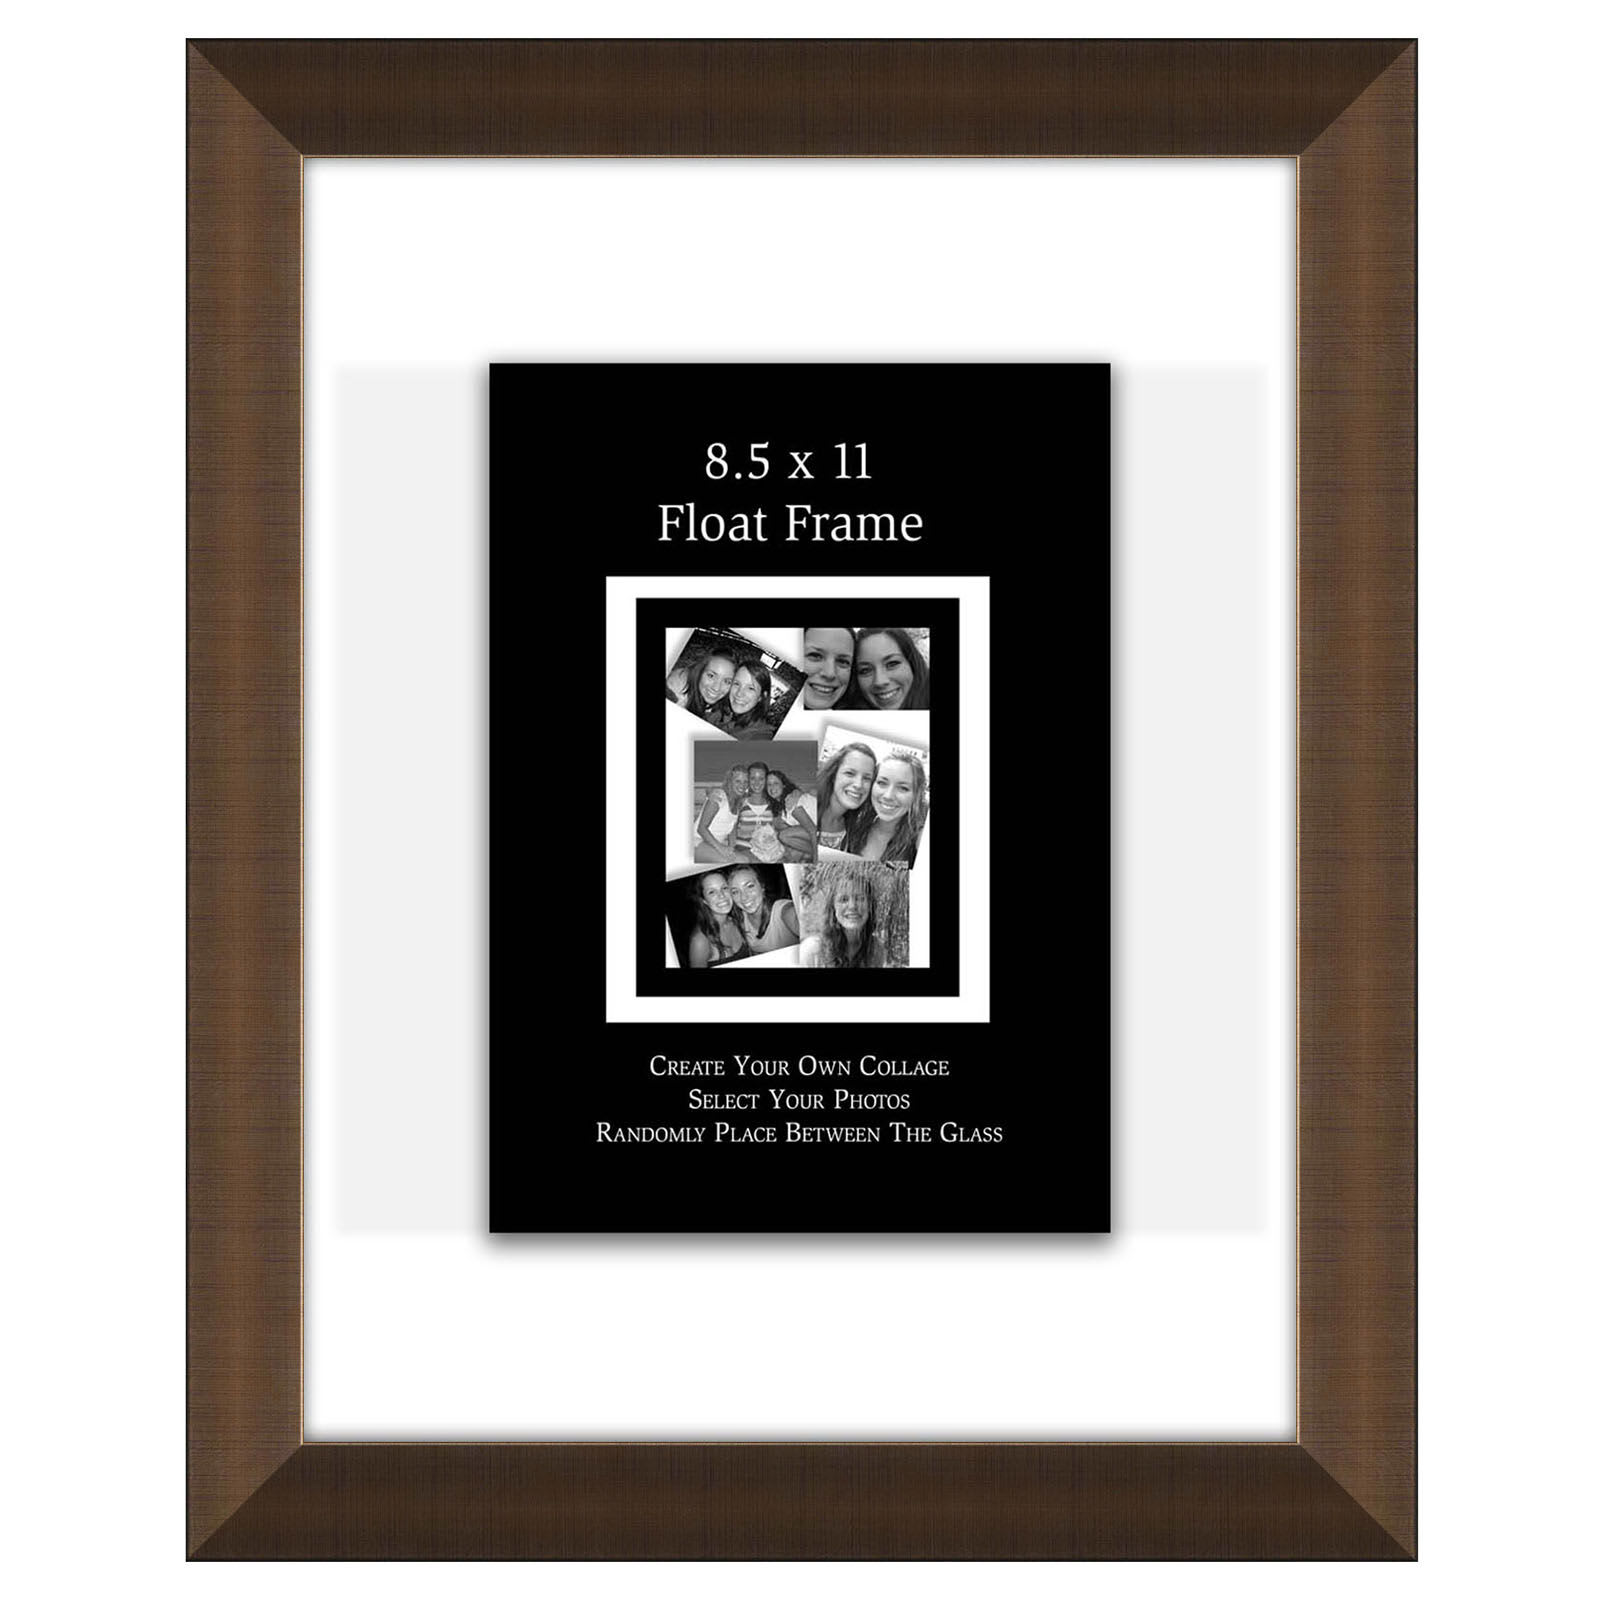 8.5 x 11
Float Frame
Create Your Own Collage
Select Your Photos
Randomly Place Between The Glass